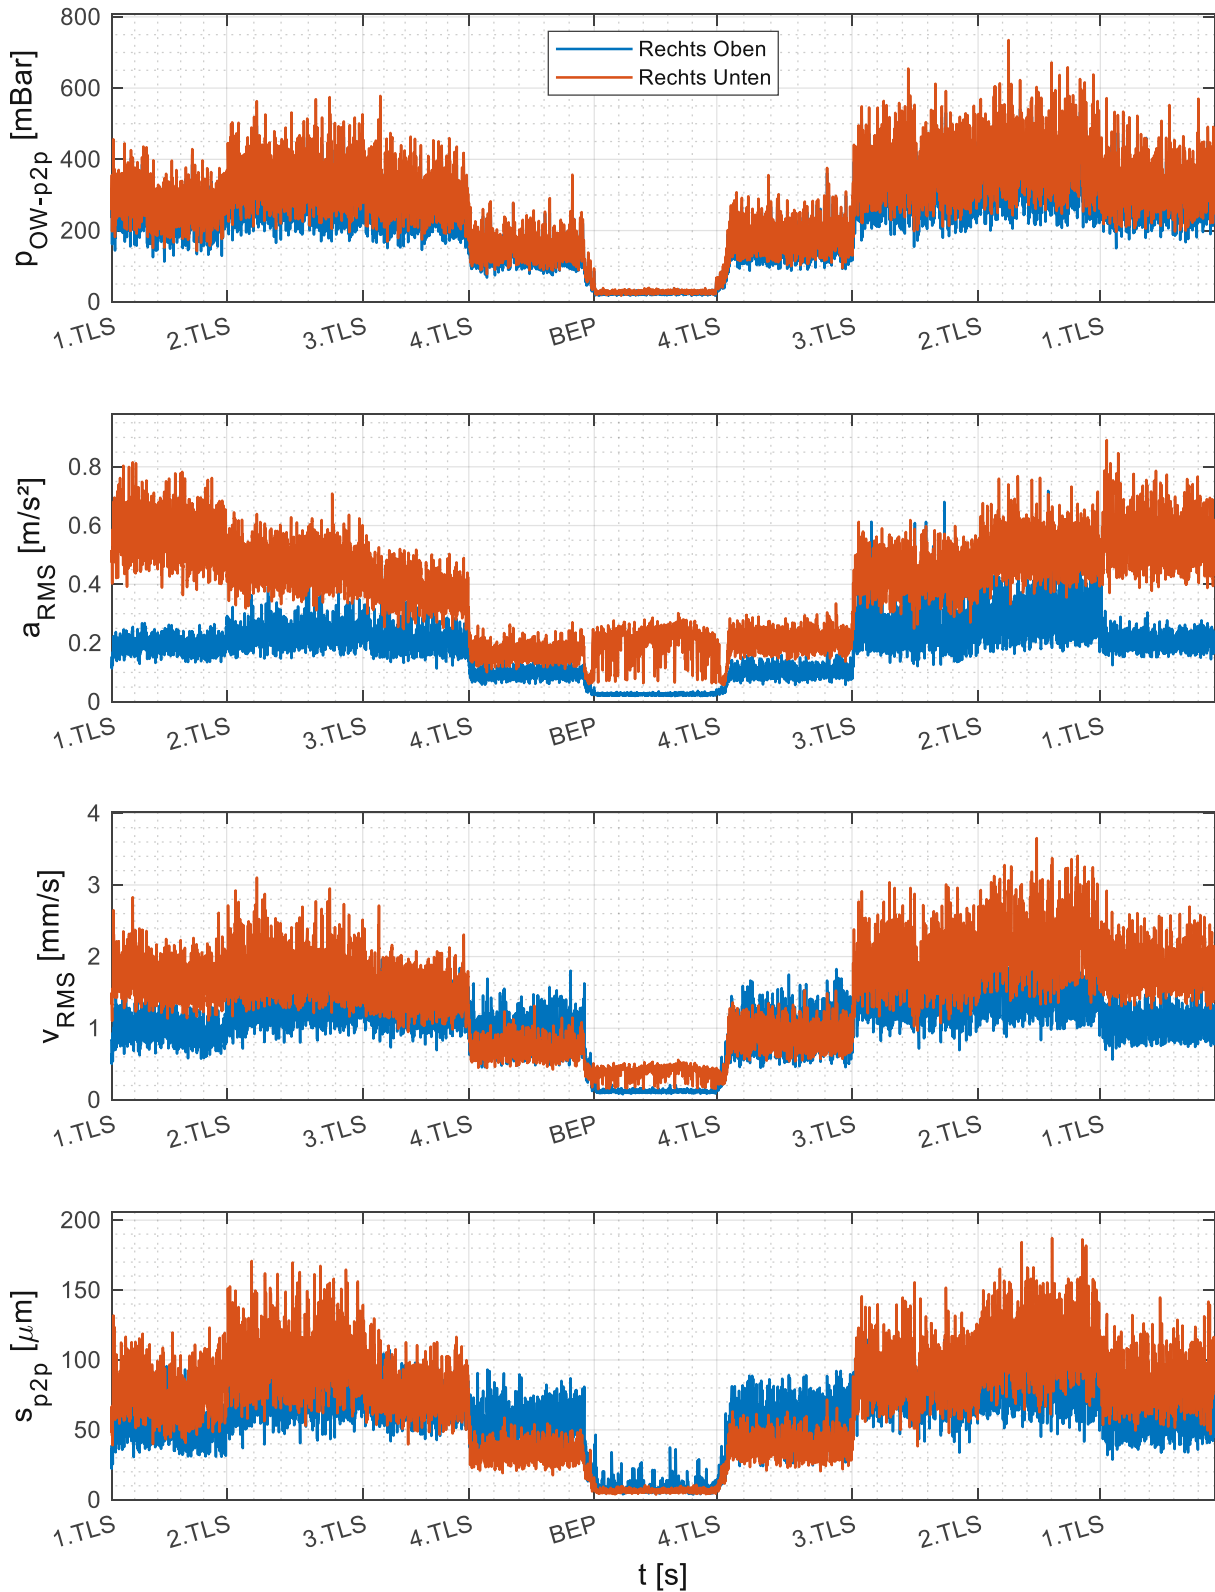 800
600
400
200
0
p_OW-p2p [mBar]
Rechts Oben
Rechts Unten
1.TLS 2.TLS 3.TLS 4.TLS BEP 4.TLS 3.TLS 2.TLS 1.TLS
0.8
0.6
0.4
0.2
0
a_RMS [m/s²]
1.TLS 2.TLS 3.TLS 4.TLS BEP 4.TLS 3.TLS 2.TLS 1.TLS
4
3
2
1
0
v_RMS [mm/s]
1.TLS 2.TLS 3.TLS 4.TLS BEP 4.TLS 3.TLS 2.TLS 1.TLS
200
150
100
50
0
s_p2p [μm]
1.TLS 2.TLS 3.TLS 4.TLS BEP 4.TLS 3.TLS 2.TLS 1.TLS
t [s]